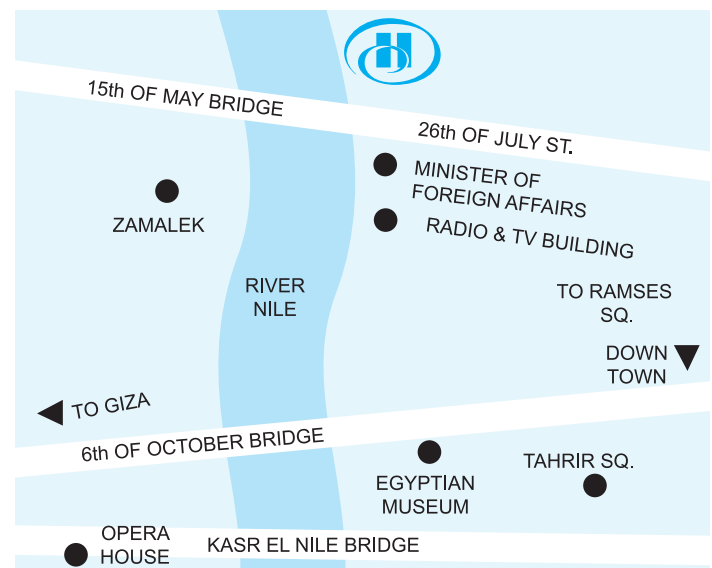 15th OF MAY BRIDGE
26th OF JULY ST.
MINISTER OF
FOREIGN AFFAIRS
ZAMALEK
RADIO & TV BUILDING
RIVER
NILE
TO RAMSES
SQ.
DOWN
TOWN
TO GIZA
6th OF OCTOBER BRIDGE
EGYPTIAN
MUSEUM
TAHRIR SQ.
OPERA
HOUSE
KASR EL NILE BRIDGE